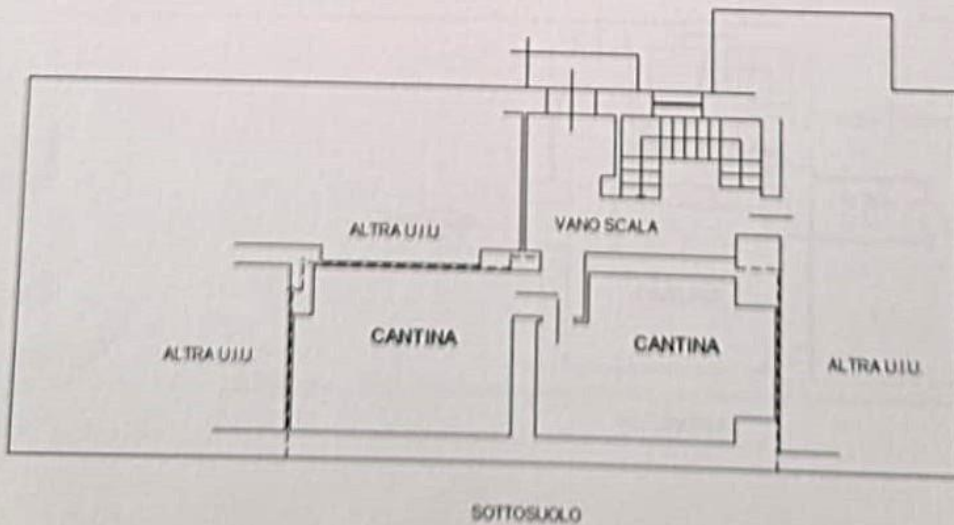 ALTRA U.I.U
VANO SCALA
CANTINA
CANTINA
ALTRA U.I.U
ALTRA U.I.U.
SOTTOSUOLO